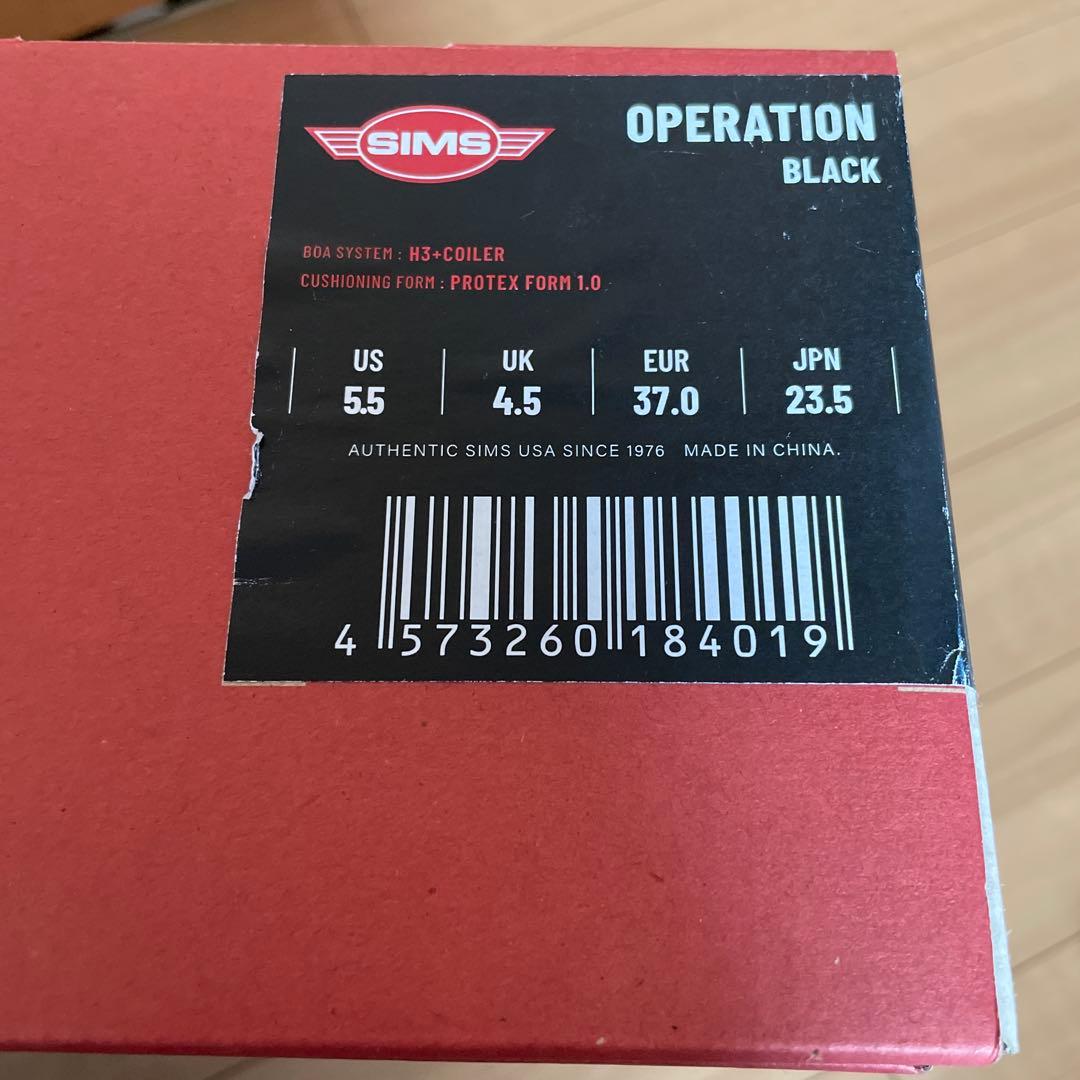 SIMS
OPERATION
BLACK
BOA SYSTEM : H3+COILER
CUSHIONING FORM : PROTEX FORM 1.0
US UK EUR JPN
5.5 4.5 37.0 23.5
AUTHENTIC SIMS USA SINCE 1976 MADE IN CHINA.
4 573260 184019